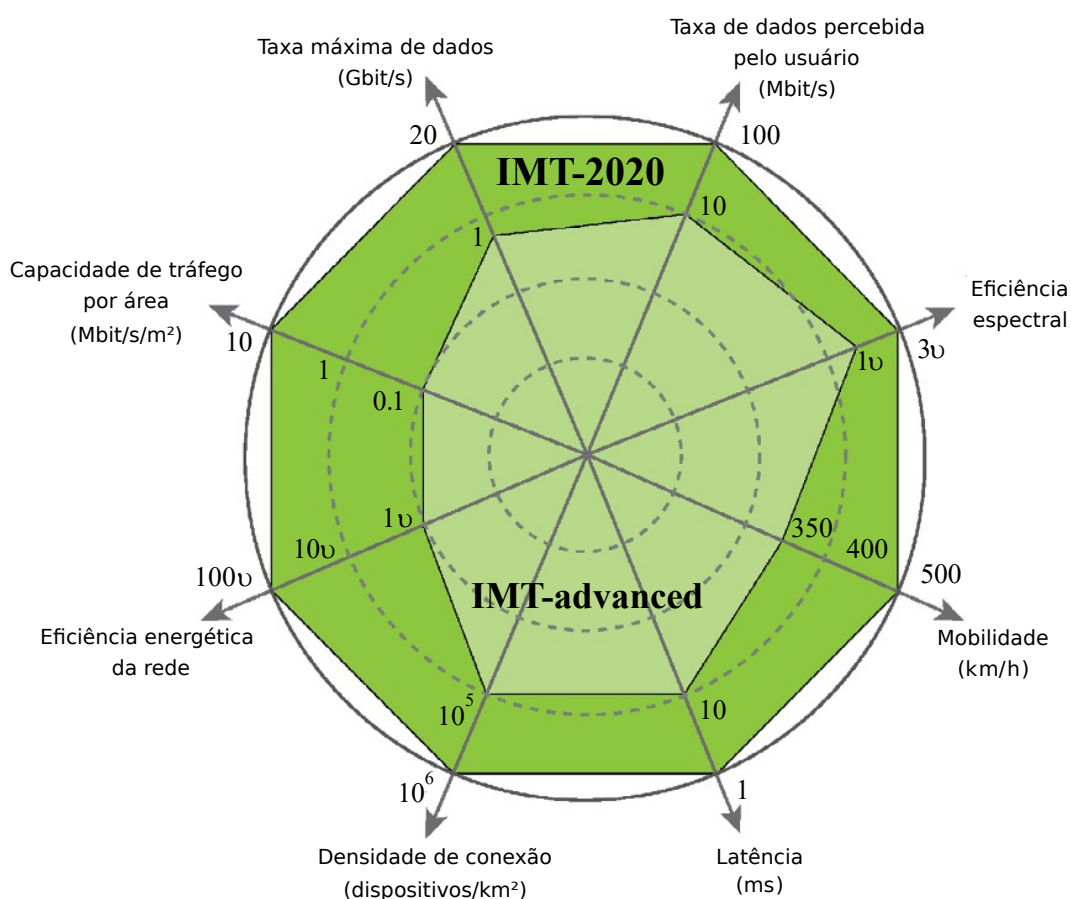 Taxa máxima de dados
(Gbit/s)
Taxa de dados percebida
pelo usuário
(Mbit/s)
20
100
IMT-2020
10
1
Capacidade de tráfego
por área
(Mbit/s/m²)
Eficiência
espectral
10
1
0.1
1υ
3υ
1υ
10υ
100υ
350
400
500
IMT-advanced
Eficiência energética
da rede
Mobilidade
(km/h)
10⁵
10
10⁶
1
Densidade de conexão
(dispositivos/km²)
Latência
(ms)